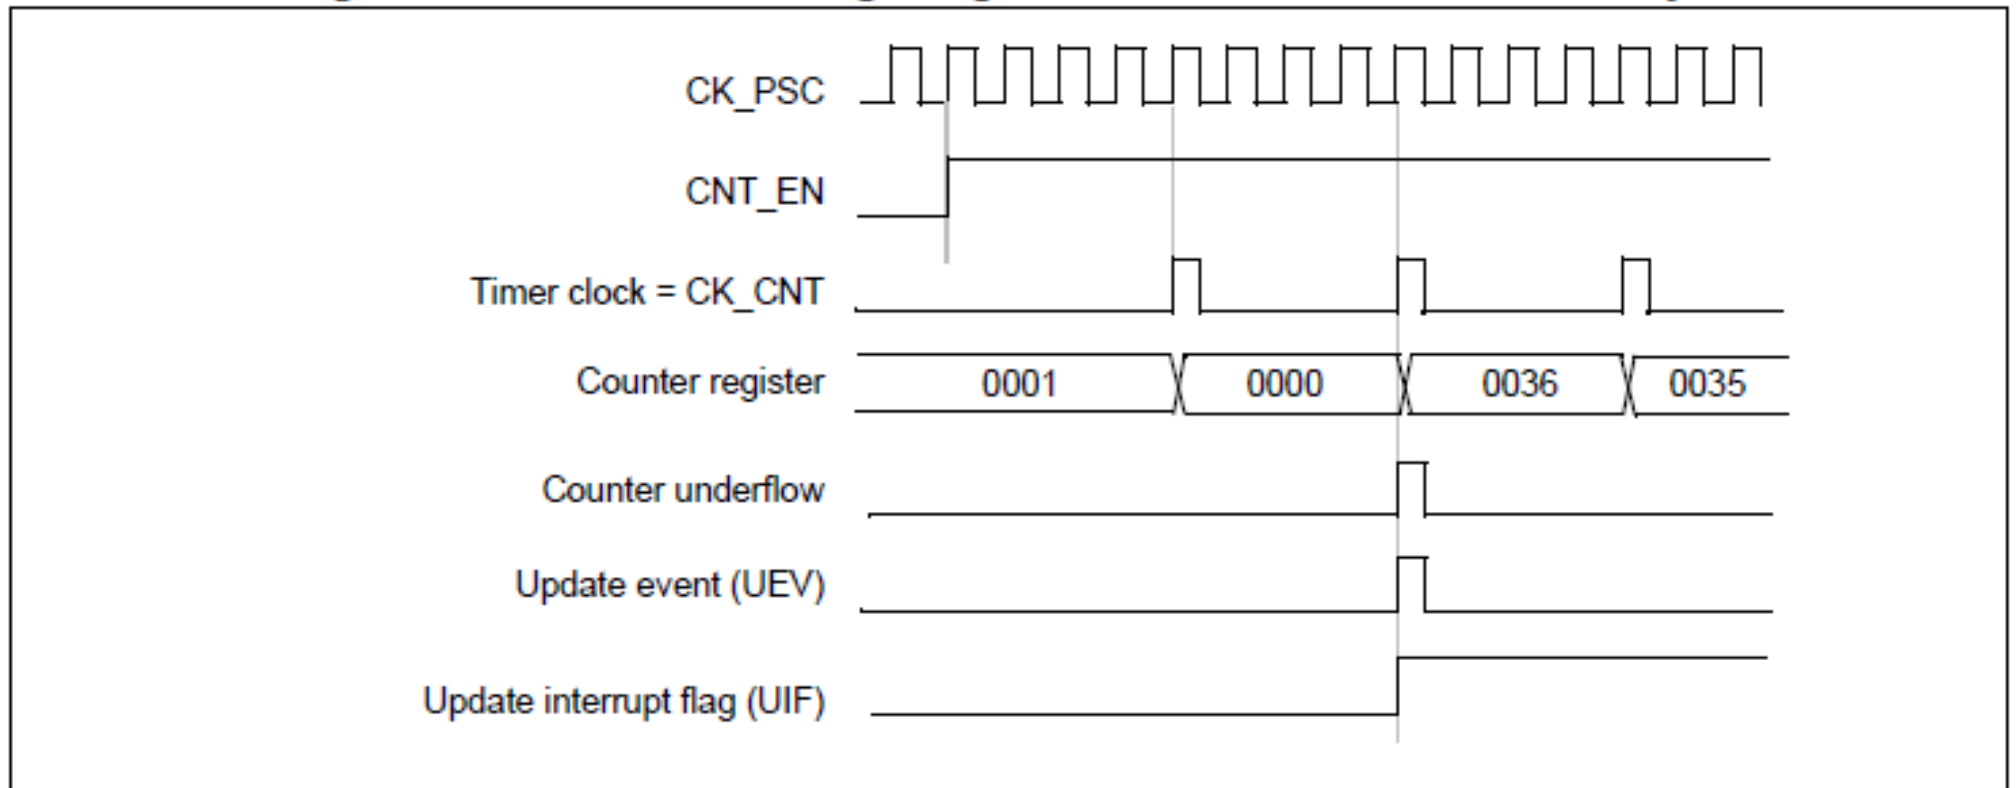 CK_PSC
CNT_EN
Timer clock = CK_CNT
Counter register 0001 0000 0036 0035
Counter underflow
Update event (UEV)
Update interrupt flag (UIF)